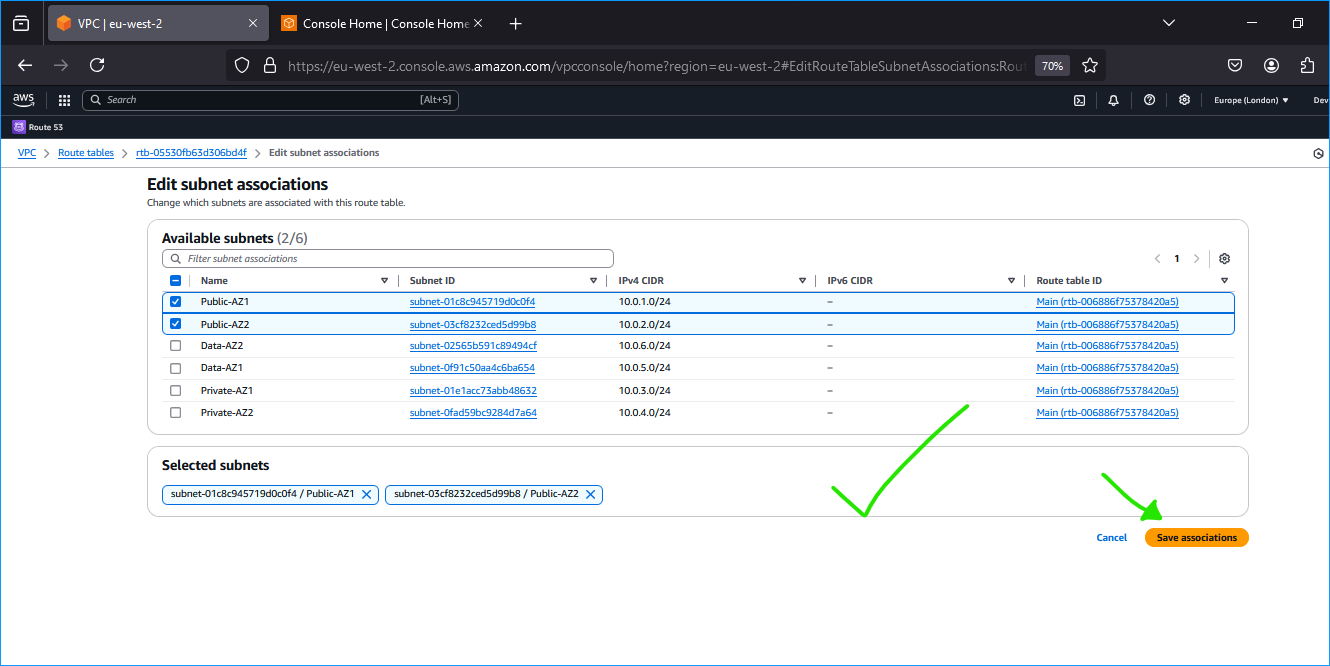 VPC | eu-west-2
Console Home | Console Home
https://eu-west-2.console.aws.amazon.com/vpcconsole/home?region=eu-west-2#EditRouteTableSubnetAssociations:Rout 70%
aws Search [Alt+S] Europe (London) Dev
Route 53
VPC Route tables rtb-05530fb63d306bd4f Edit subnet associations
Edit subnet associations
Change which subnets are associated with this route table.
Available subnets (2/6)
Filter subnet associations
1
Name Subnet ID IPv4 CIDR IPv6 CIDR Route table ID
Public-AZ1 subnet-01c8c945719d0c0f4 10.0.1.0/24 – Main (rtb-006886f75378420a5)
Public-AZ2 subnet-03cf8232ced5d99b8 10.0.2.0/24 – Main (rtb-006886f75378420a5)
Data-AZ2 subnet-02565b591c89494cf 10.0.6.0/24 – Main (rtb-006886f75378420a5)
Data-AZ1 subnet-0f91c50aa4c6ba654 10.0.5.0/24 – Main (rtb-006886f75378420a5)
Private-AZ1 subnet-01e1acc73abb48632 10.0.3.0/24 – Main (rtb-006886f75378420a5)
Private-AZ2 subnet-0fad59bc9284d7a64 10.0.4.0/24 – Main (rtb-006886f75378420a5)
Selected subnets
subnet-01c8c945719d0c0f4 / Public-AZ1 subnet-03cf8232ced5d99b8 / Public-AZ2
Cancel Save associations